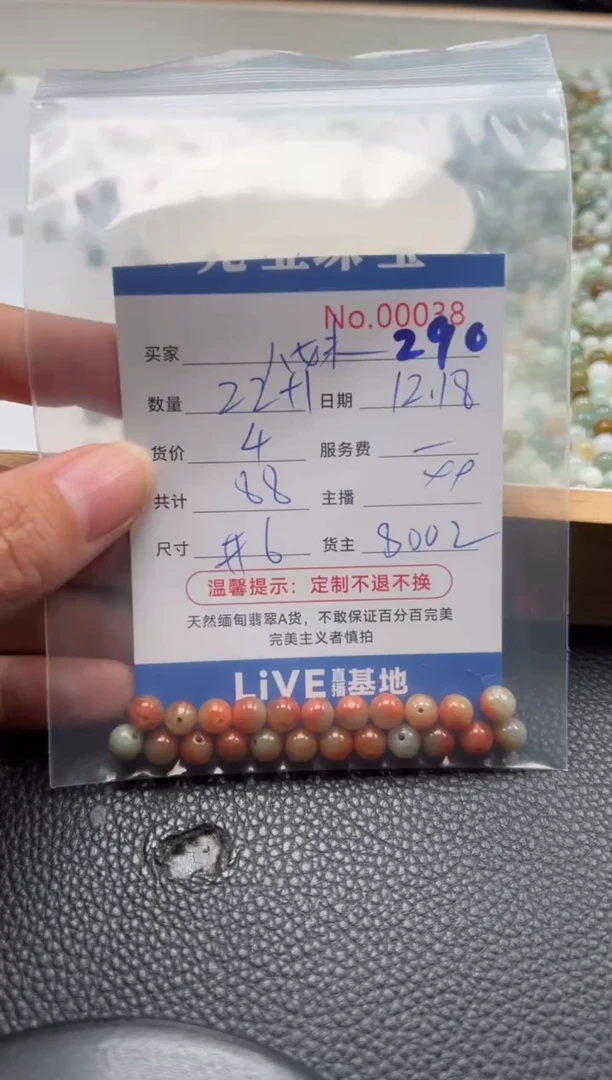 No.00038
买家 八妹 — 290
数量 22+1 日期 12.18
货价 4 服务费 —
共计 88 主播
尺寸 #6 货主 8002
温馨提示：定制不退不换
天然缅甸翡翠A货，不敢保证百分百完美
完美主义者慎拍
LiVE直播基地